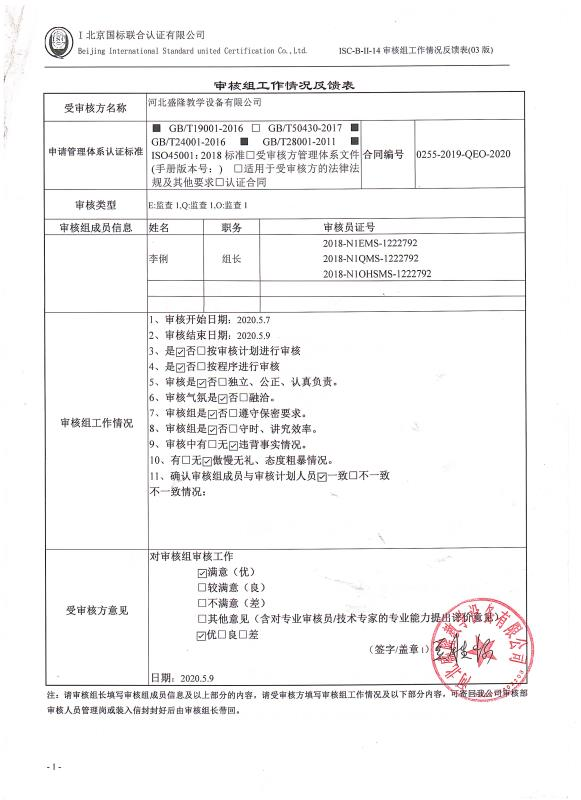 I 北京国标联合认证有限公司
Beijing International Standard united Certification Co.,Ltd. ISC-B-II-14 审核组工作情况反馈表(03 版)
审核组工作情况反馈表
受审核方名称 河北盛隆教学设备有限公司
申请管理体系认证标准 ■ GB/T19001-2016 □ GB/T50430-2017 ■
GB/T24001-2016 ■ GB/T28001-2011 ■
ISO45001:2018 标准□受审核方管理体系文件
(手册版本号:) □适用于受审核方的法律法
规及其他要求□认证合同
合同编号 0255-2019-QEO-2020
审核类型 E:监查 1,Q:监查 1,O:监查 1
审核组成员信息 姓名 职务 审核员证号
李俐 组长 2018-N1EMS-1222792
2018-N1QMS-1222792
2018-N1OHSMS-1222792
审核组工作情况
1、审核开始日期:2020.5.7
2、审核结束日期:2020.5.9
3、是☑否□按审核计划进行审核
4、是☑否□按程序进行审核
5、审核是☑否□独立、公正、认真负责。
6、审核气氛是☑否□融洽。
7、审核组是☑否□遵守保密要求。
8、审核组是☑否□守时、讲究效率。
9、审核中有□无☑违背事实情况。
10、有□无☑傲慢无礼、态度粗暴情况。
11、确认审核组成员与审核计划人员☑一致□不一致
不一致情况:
受审核方意见
对审核组审核工作
☑满意(优)
□较满意(良)
□不满意(差)
□其他意见(含对专业审核员/技术专家的专业能力提出评价意见)
☑优□良□差
(签字/盖章:)
日期:2020.5.9
注:请审核组长填写审核组成员信息及以上部分的内容,请受审核方填写审核组工作情况及以下部分内容,可寄回我公司审核部
审核人员管理岗或装入信封封好后由审核组长带回。
- 1 -